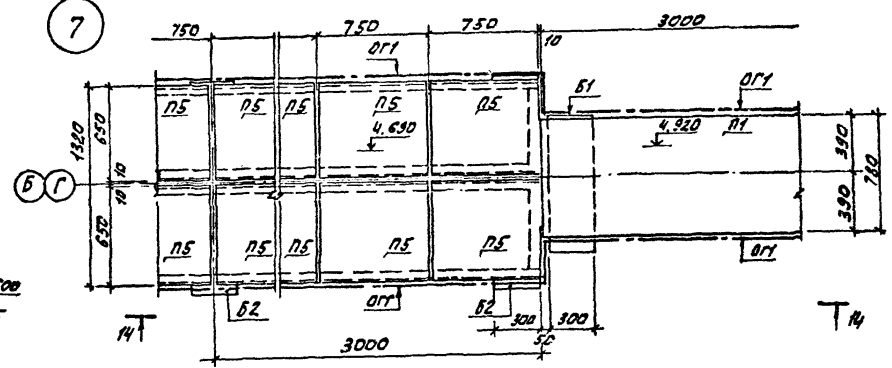 7
750 750 750 3000
10
ОГ1
Б1 ОГ1
П5 П5 П5 П5 П5
4.690
4.920 П1
1320 650 10 10 650
390 390 780
Б Г
П5 П5 П5 П5 П5
ОГ1
ОГ1
Б2 Б2
300 50 300
14 14
3000